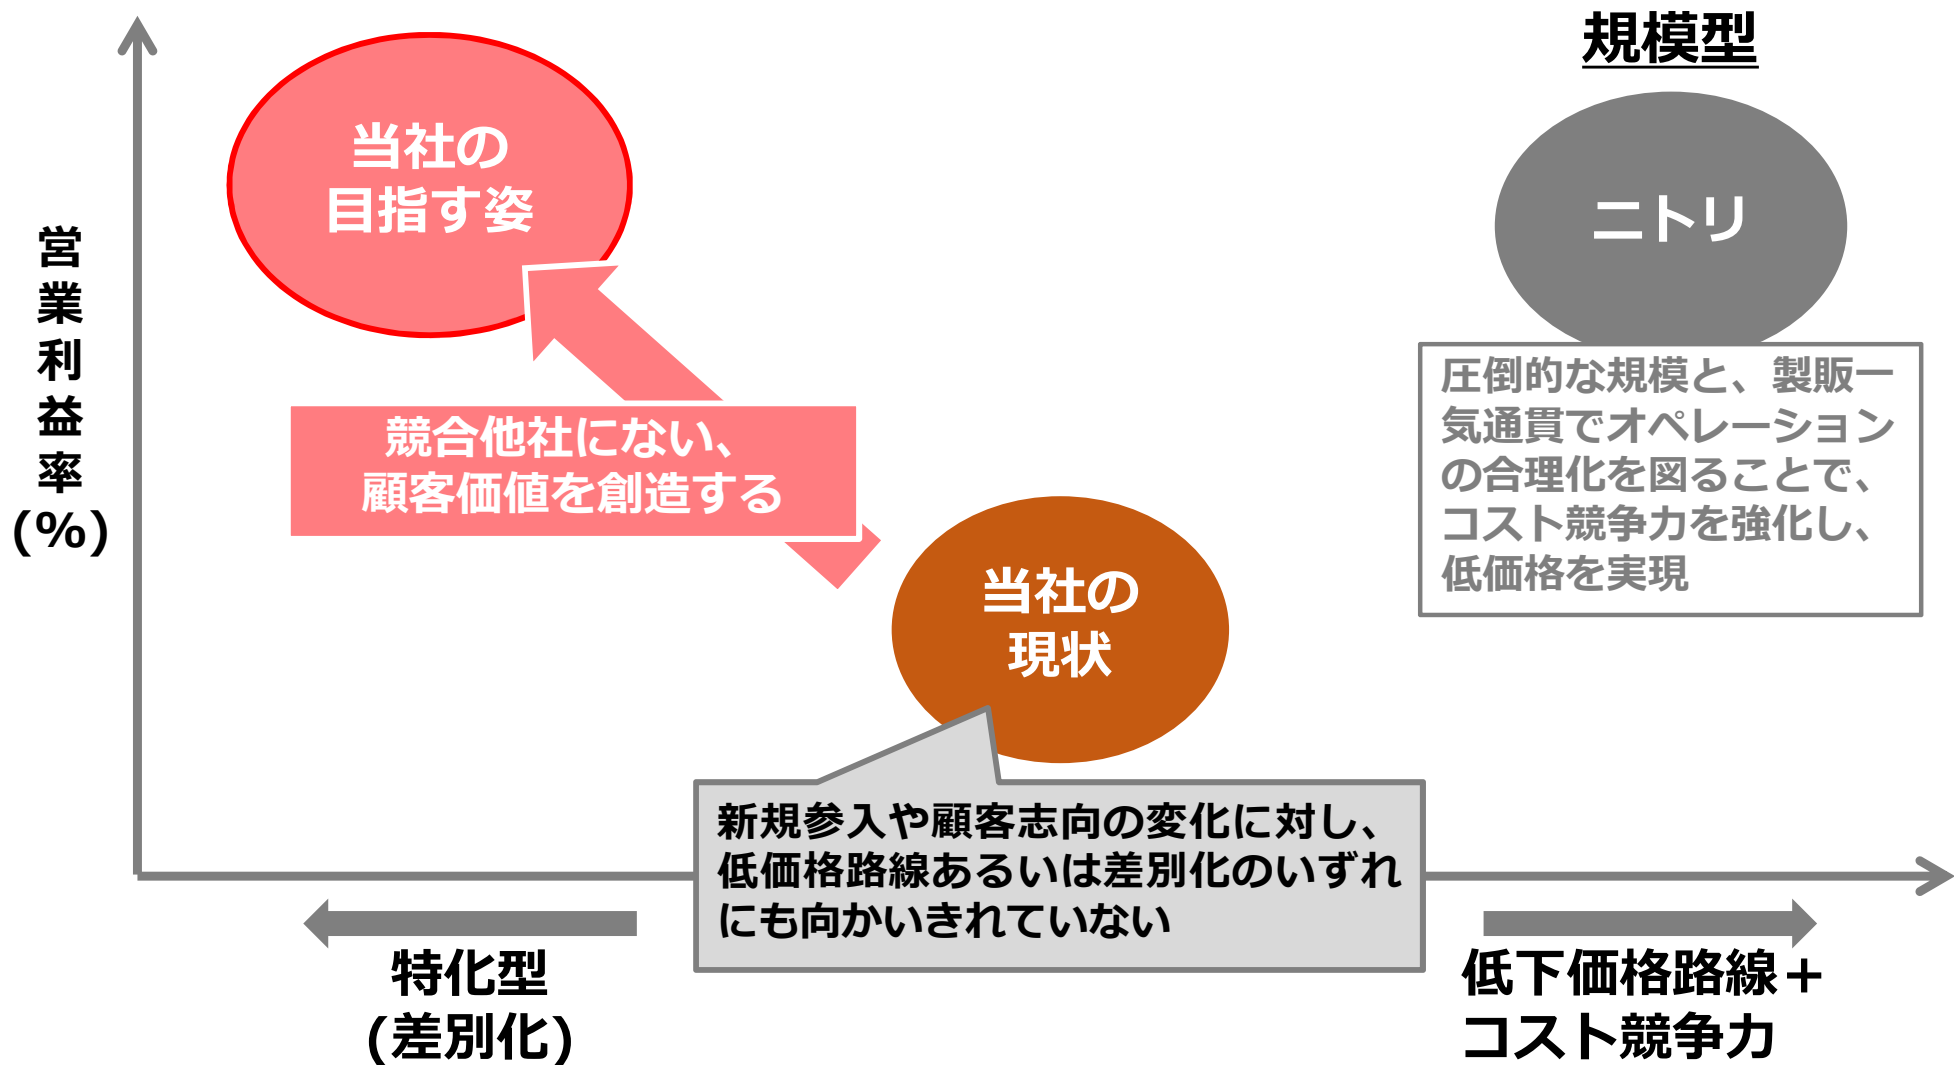 規模型
当社の
目指す姿
ニトリ
営業利益率(%)
圧倒的な規模と、製販一
気通貫でオペレーション
の合理化を図ることで、
コスト競争力を強化し、
低価格を実現
競合他社にない、
顧客価値を創造する
当社の
現状
新規参入や顧客志向の変化に対し、
低価格路線あるいは差別化のいずれ
にも向かいきれていない
特化型
(差別化)
低下価格路線＋
コスト競争力